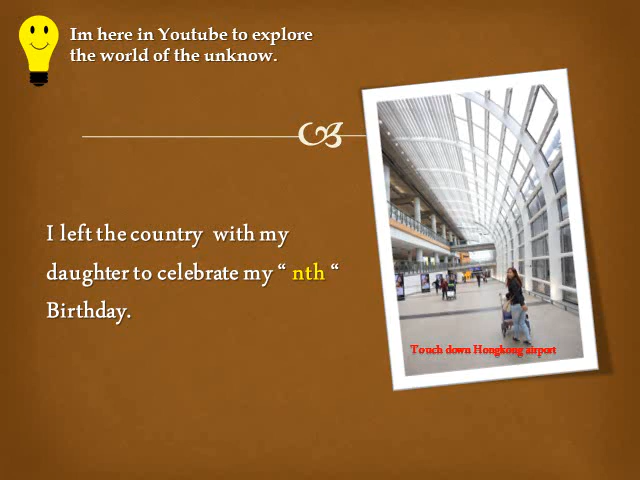 Im here in Youtube to explore
the world of the unknow.
I left the country with my
daughter to celebrate my “ nth “
Birthday.
Touch down Hongkong airport